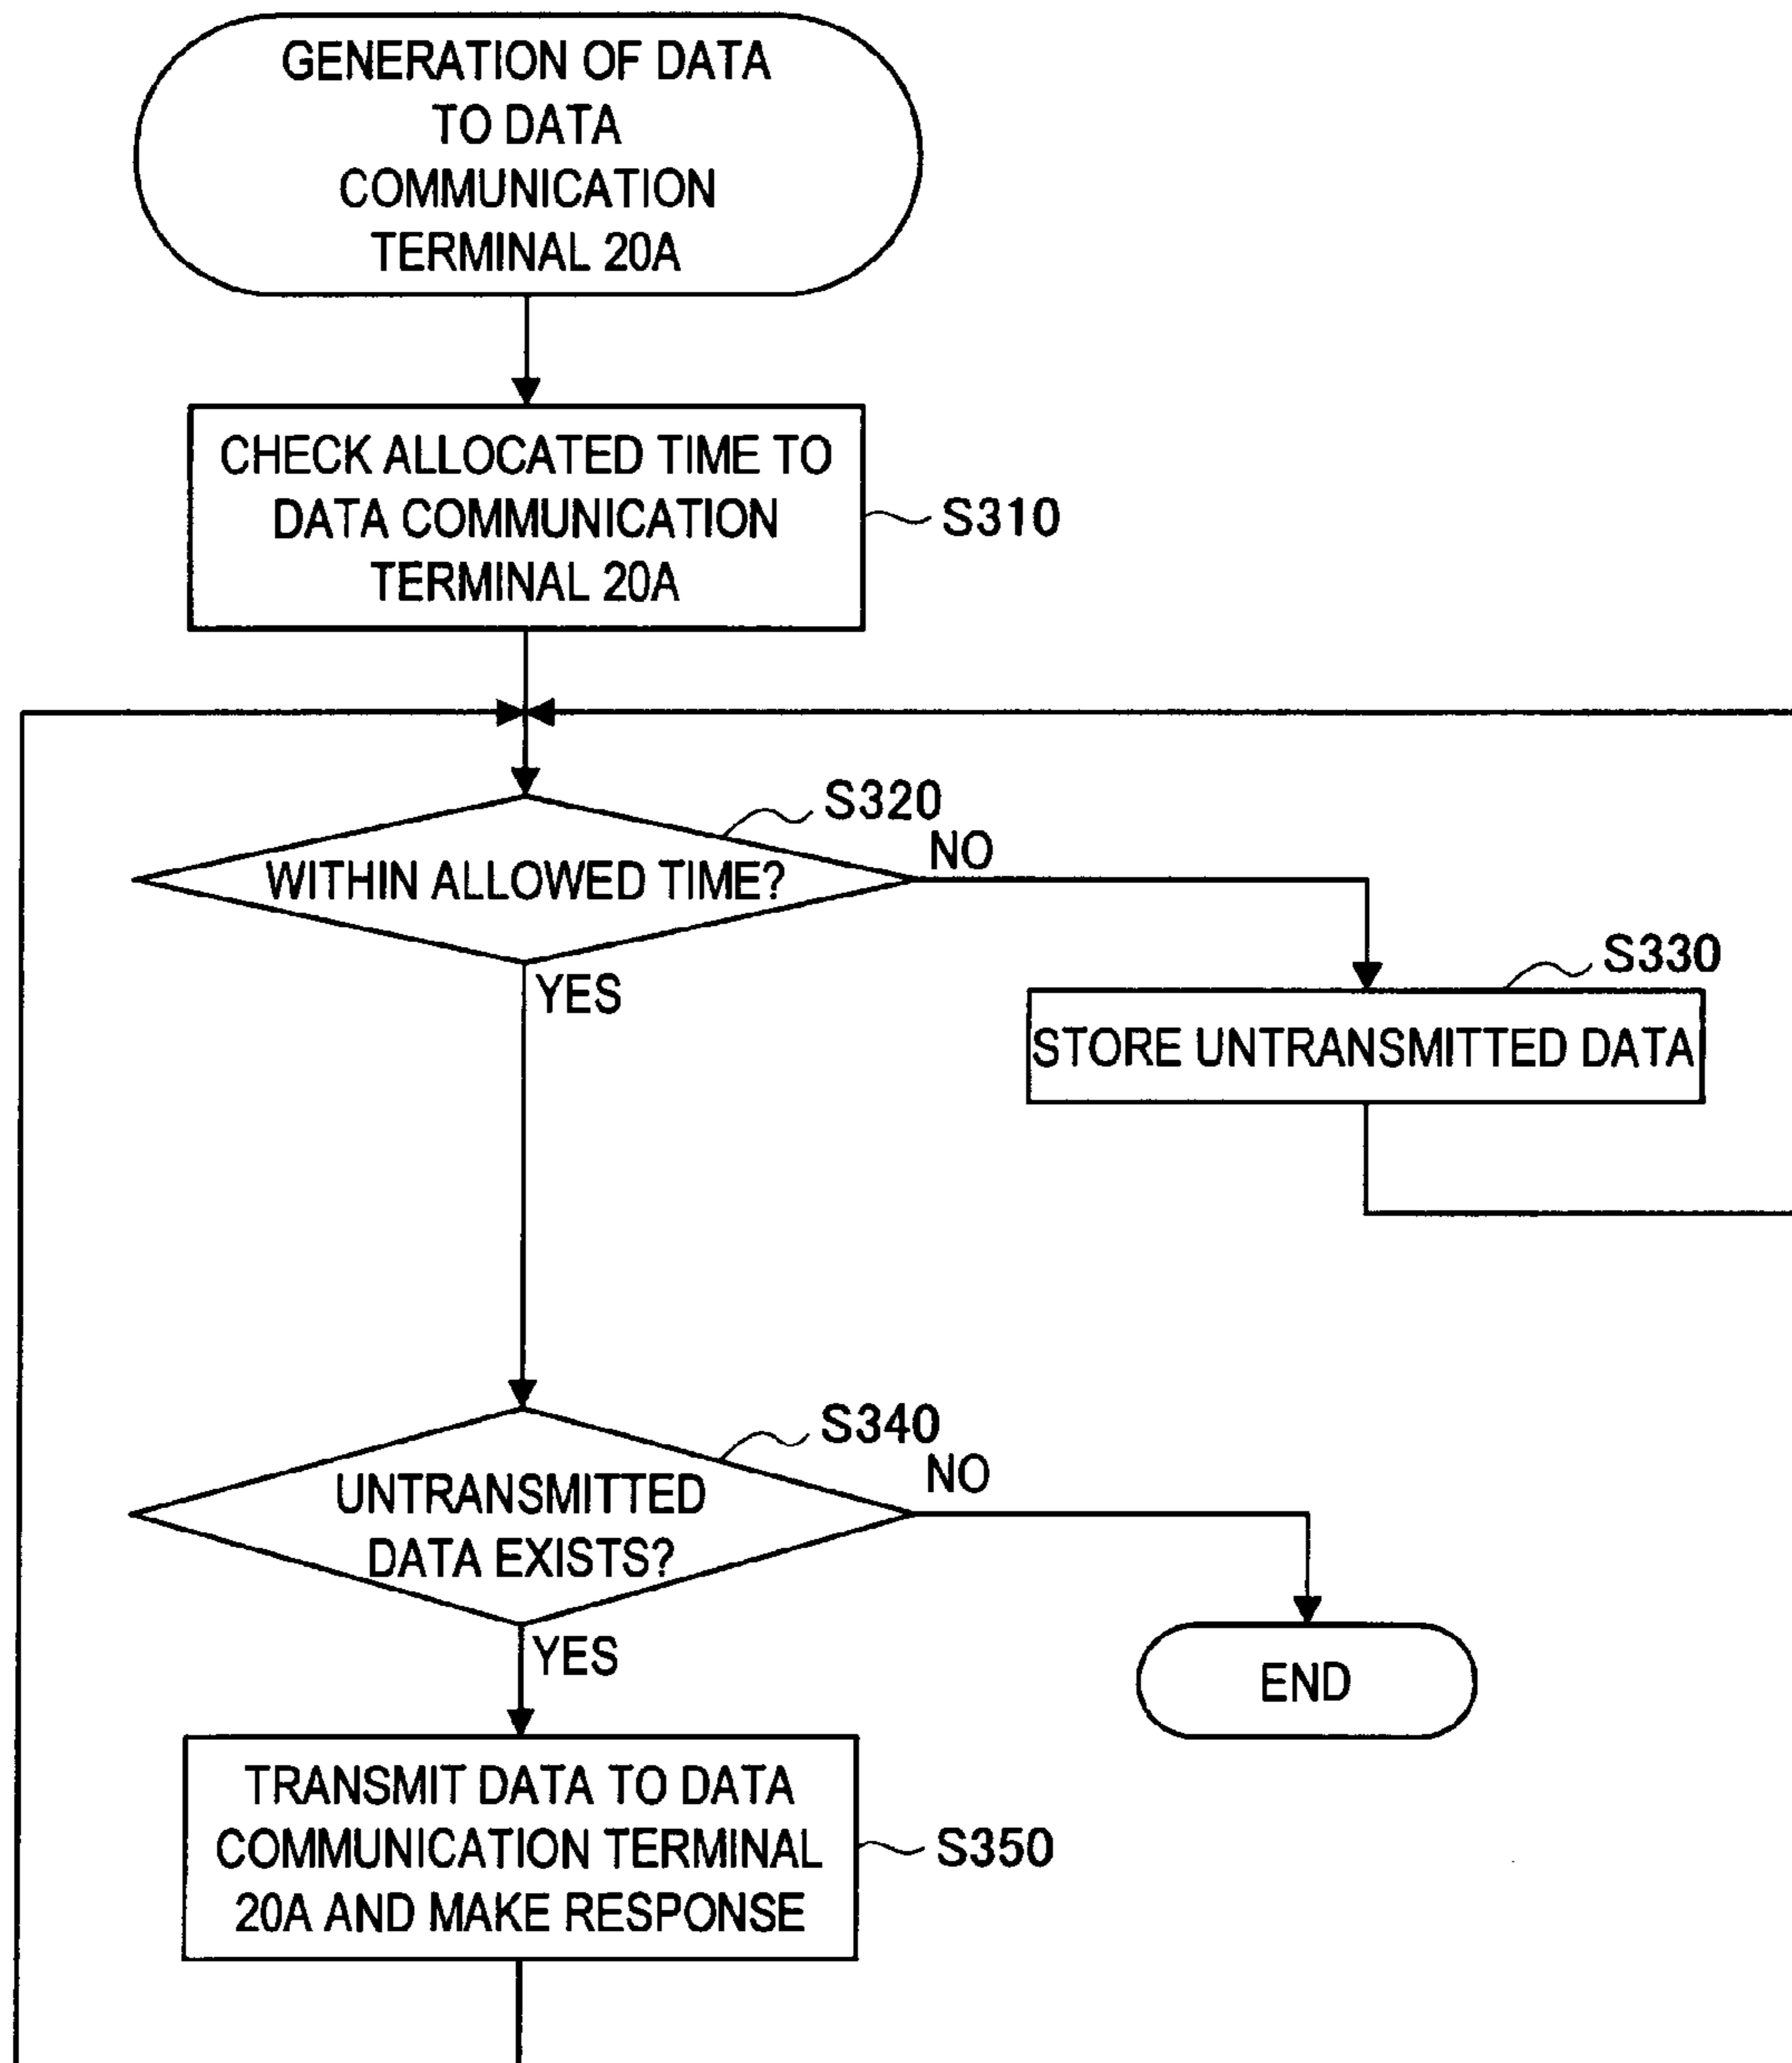 GENERATION OF DATA
TO DATA
COMMUNICATION
TERMINAL 20A
CHECK ALLOCATED TIME TO
DATA COMMUNICATION
TERMINAL 20A
S310
S320
WITHIN ALLOWED TIME?
NO
YES
S330
STORE UNTRANSMITTED DATA
S340
UNTRANSMITTED
DATA EXISTS?
NO
YES
END
TRANSMIT DATA TO DATA
COMMUNICATION TERMINAL
20A AND MAKE RESPONSE
S350